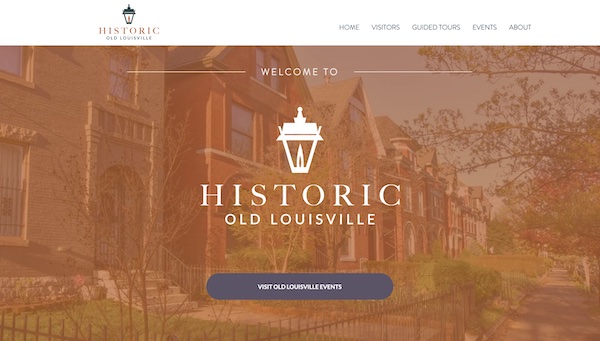 HISTORIC
OLD LOUISVILLE
HOME VISITORS GUIDED TOURS EVENTS ABOUT
WELCOME TO
HISTORIC
OLD LOUISVILLE
VISIT OLD LOUISVILLE EVENTS